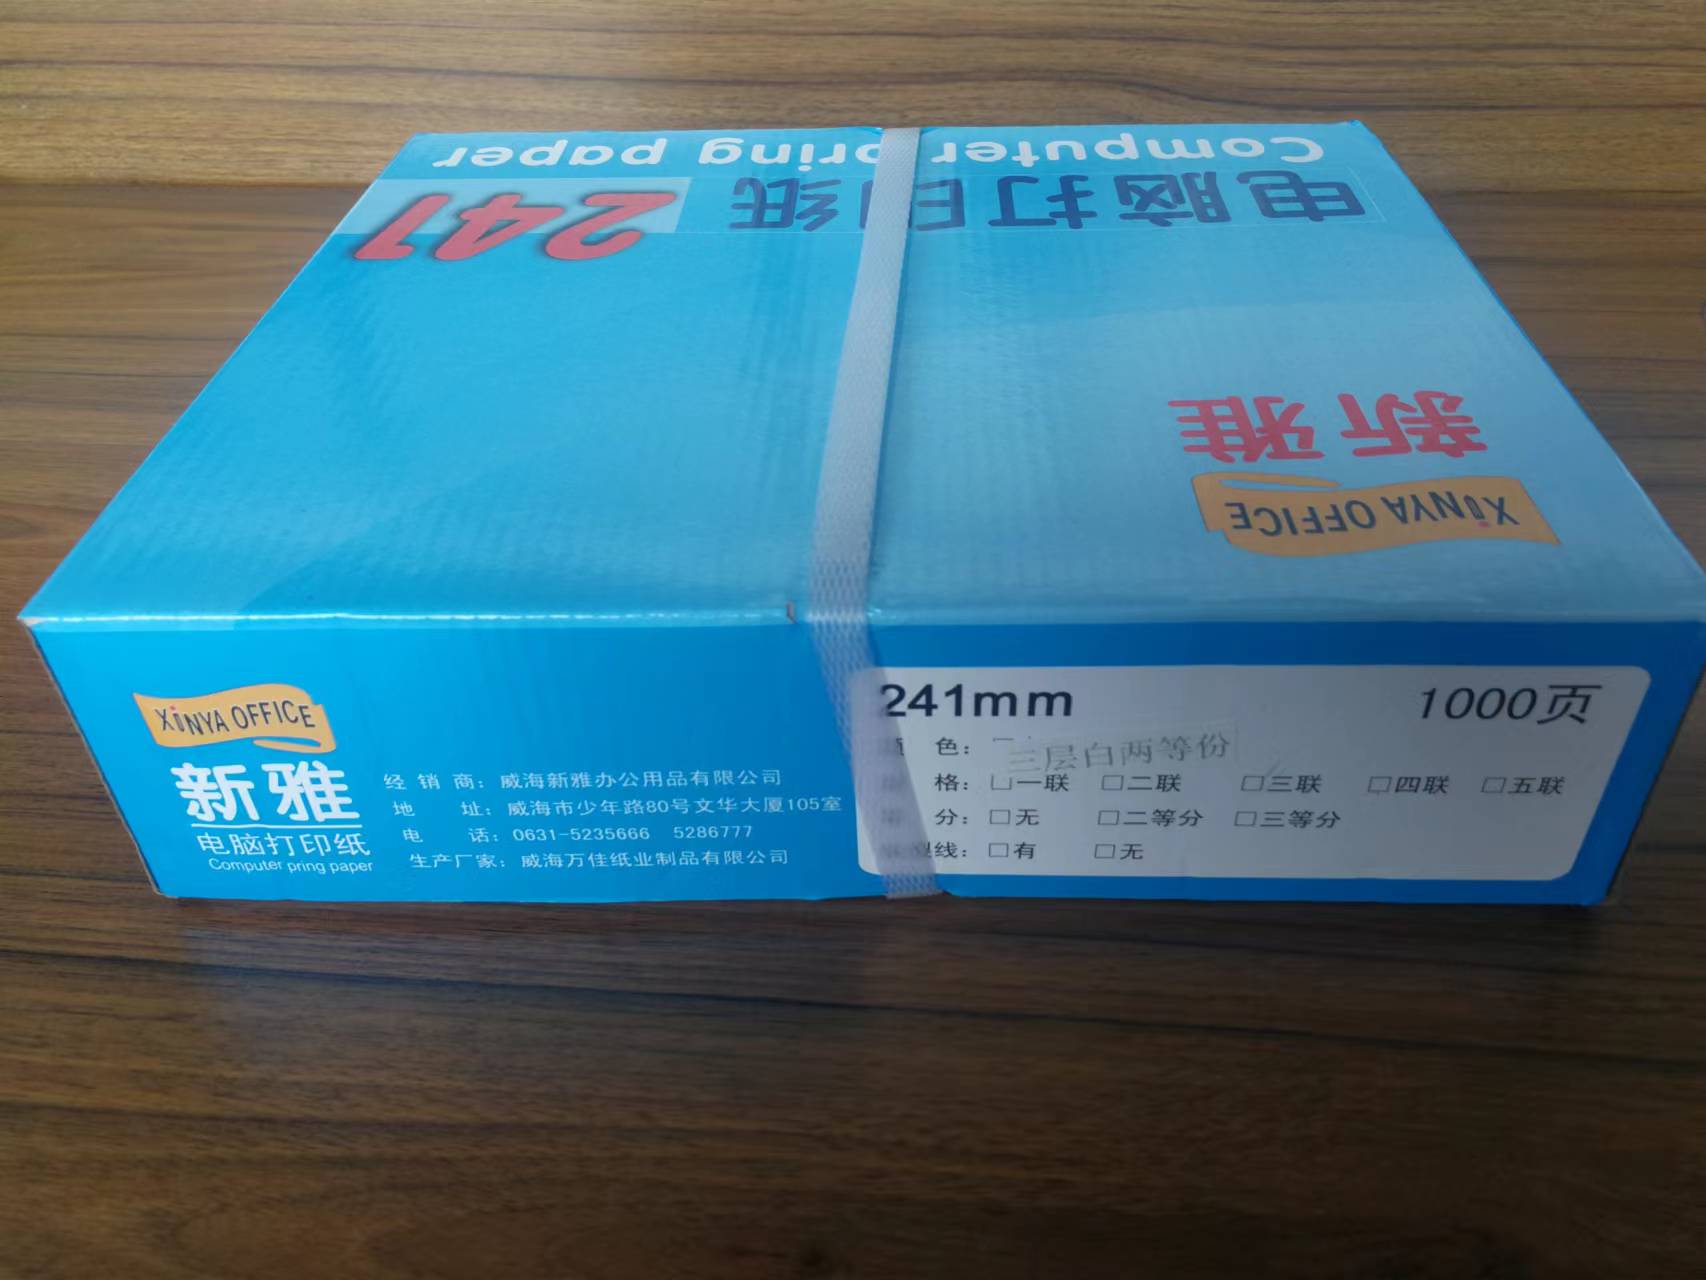 Computer pring paper
电脑打印纸
241
新雅
XINYA OFFICE
XINYA OFFICE
新雅
电脑打印纸
Computer pring paper
经销商：威海新雅办公用品有限公司
地址：威海市少年路80号文华大厦105室
电话：0631-5235666 5286777
生产厂家：威海万佳纸业制品有限公司
241mm 1000页
色：
三层白两等份
格：□一联 □二联 □三联 □四联 □五联
分：□无 □二等分 □三等分
裂线：□有 □无